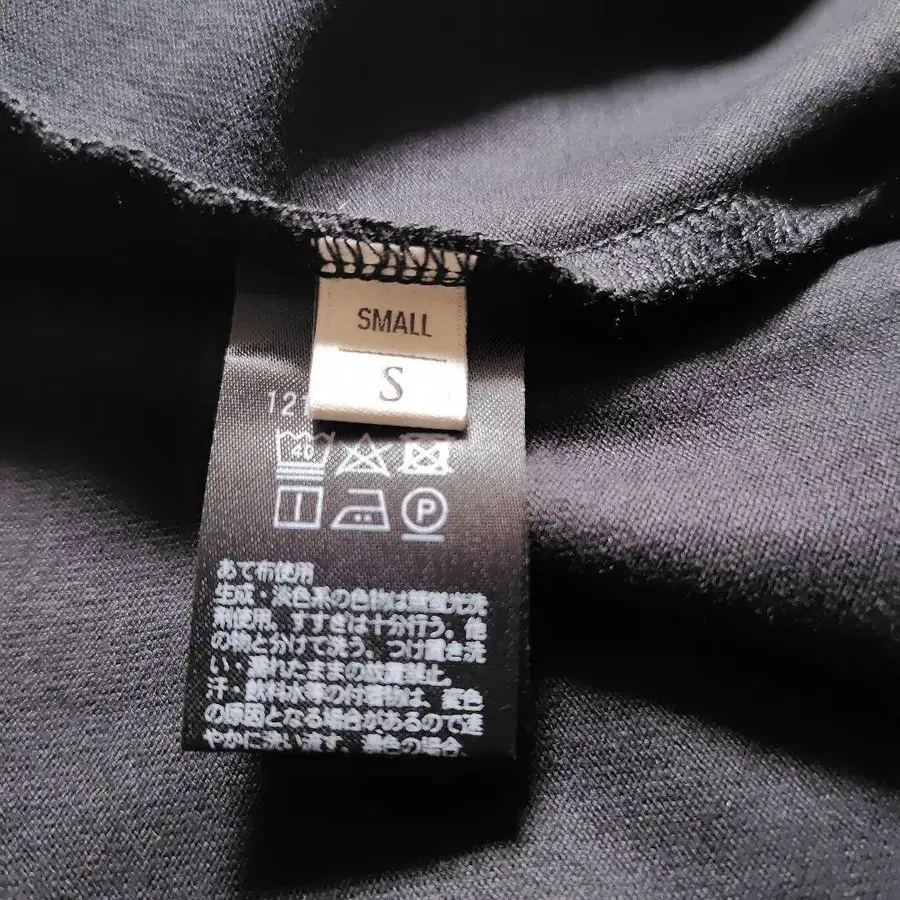 SMALL
S
121
40
P
あて布使用
生成・淡色系の色物は無蛍光洗
剤使用。すすぎは十分行う。他
の物と分けて洗う。つけ置き洗
い・濡れたままの放置禁止。
汗・飲料水等の付着物は、変色
の原因となる場合があるので速
やかに洗います。濃色の場合、